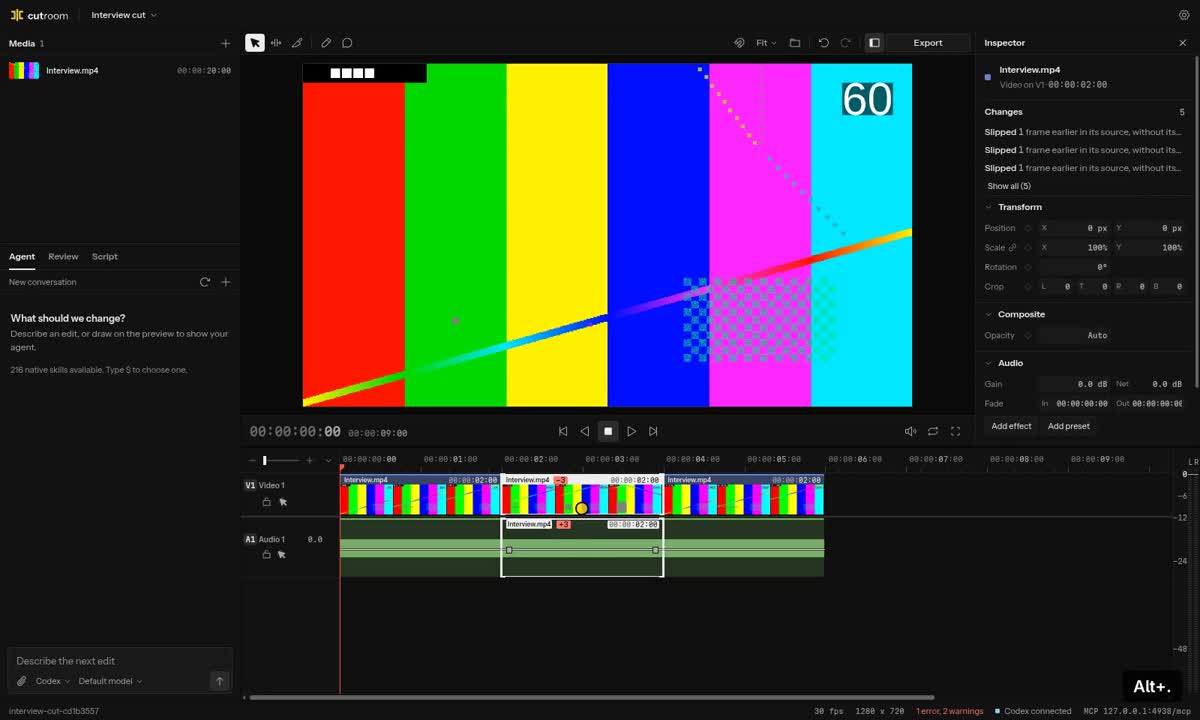 cutroom
Interview cut
Media 1
Interview.mp4
00:00:20:00
Agent
Review
Script
New conversation
What should we change?
Describe an edit, or draw on the preview to show your
agent.
216 native skills available. Type $ to choose one.
Describe the next edit
Codex
Default model
interview-cut-cd1b3557
Fit
Export
60
00:00:00:00
00:00:09:00
00:00:00:00
00:00:01:00
00:00:02:00
00:00:03:00
00:00:04:00
00:00:05:00
00:00:06:00
00:00:07:00
00:00:08:00
00:00:09:00
V1 Video 1
Interview.mp4 00:00:02:00
Interview.mp4 -3 00:00:02:00
Interview.mp4 00:00:02:00
A1 Audio 1 0.0
Interview.mp4 +3 00:00:02:00
L R
0
-6
-12
-24
-48
Inspector
Interview.mp4
Video on V1·00:00:02:00
Changes 5
Slipped 1 frame earlier in its source, without its…
Slipped 1 frame earlier in its source, without its…
Slipped 1 frame earlier in its source, without its…
Show all (5)
Transform
Position X 0 px Y 0 px
Scale X 100% Y 100%
Rotation 0°
Crop L 0 T 0 R 0 B 0
Composite
Opacity Auto
Audio
Gain 0.0 dB Net 0.0 dB
Fade In 00:00:00:00 Out 00:00:00:00
Add effect
Add preset
Alt+.
30 fps 1280 x 720 1 error, 2 warnings Codex connected MCP 127.0.0.1:4938/mcp